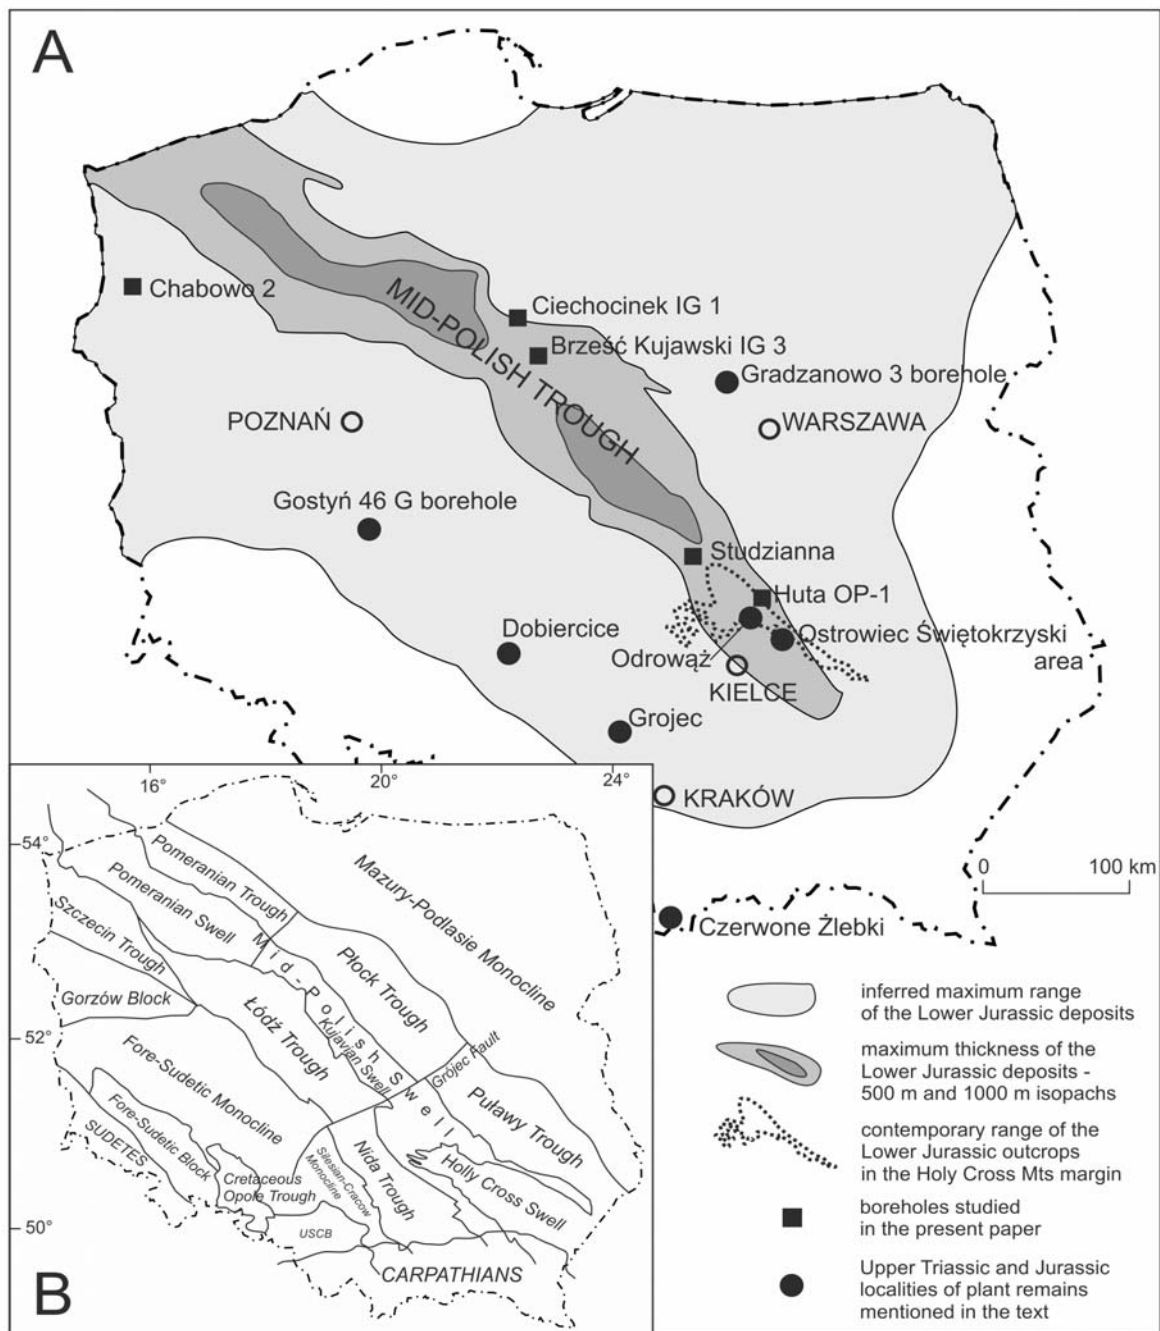 A
Chabowo 2
MID-POLISH TROUGH
Ciechocinek IG 1
Brześć Kujawski IG 3
Gradzanowo 3 borehole
POZNAŃ
WARSZAWA
Gostyń 46 G borehole
Studzianna
Huta OP-1
Dobiercice
Ostrowiec Świętokrzyski
area
Odrowąż
KIELCE
Grojec
KRAKÓW
0 100 km
Czerwone Żlebki
16° 20° 24°
54°
52°
50°
Pomeranian Trough
Mazury-Podlasie Monocline
Pomeranian Swell
Szczecin Trough
Mid-Polish Swell
Płock Trough
Gorzów Block
Łódź Trough
Kujavian Swell
Grójec Fault
Fore-Sudetic Monocline
Puławy Trough
Fore-Sudetic Block
SUDETES
Silesian-Cracow
Monocline
Nida Trough
Holly Cross Swell
Cretaceous
Opole Trough
USCB
CARPATHIANS
B
inferred maximum range
of the Lower Jurassic deposits
maximum thickness of the
Lower Jurassic deposits -
500 m and 1000 m isopachs
contemporary range of the
Lower Jurassic outcrops
in the Holy Cross Mts margin
boreholes studied
in the present paper
Upper Triassic and Jurassic
localities of plant remains
mentioned in the text